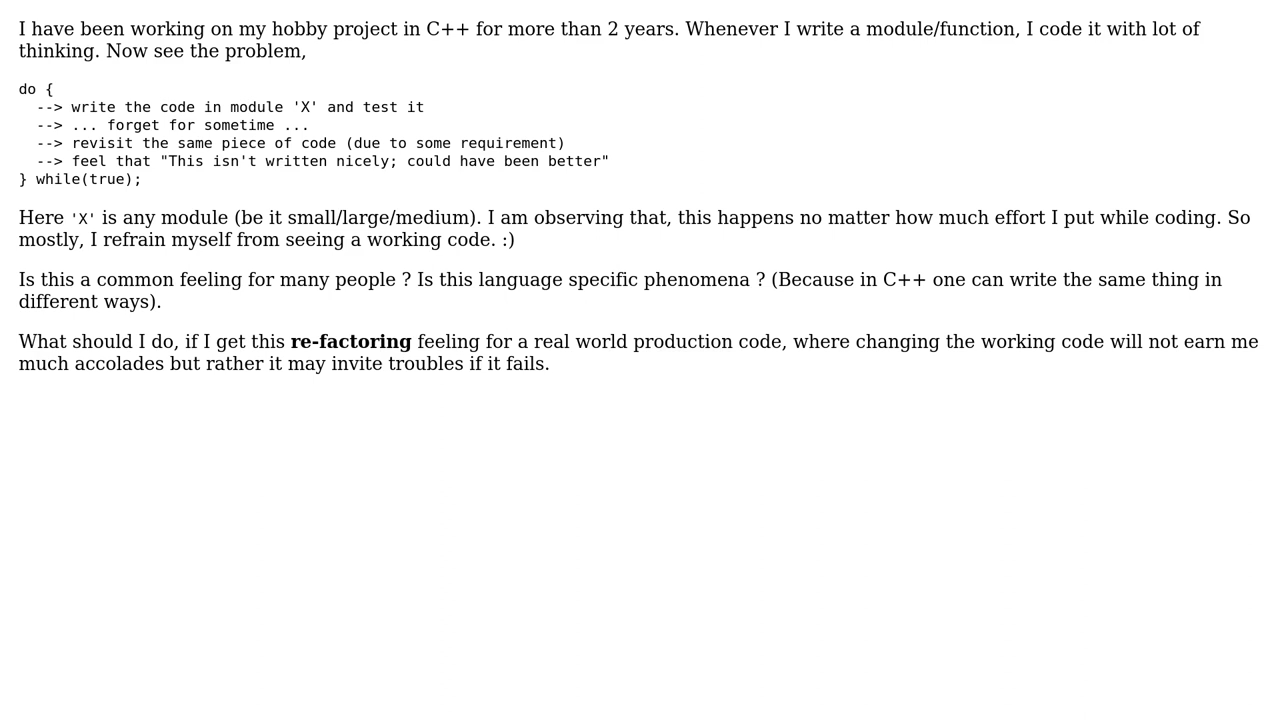 I have been working on my hobby project in C++ for more than 2 years. Whenever I write a module/function, I code it with lot of
thinking. Now see the problem,
do {
  --> write the code in module 'X' and test it
  --> ... forget for sometime ...
  --> revisit the same piece of code (due to some requirement)
  --> feel that "This isn't written nicely; could have been better"
} while(true);
Here 'X' is any module (be it small/large/medium). I am observing that, this happens no matter how much effort I put while coding. So
mostly, I refrain myself from seeing a working code. :)
Is this a common feeling for many people ? Is this language specific phenomena ? (Because in C++ one can write the same thing in
different ways).
What should I do, if I get this re-factoring feeling for a real world production code, where changing the working code will not earn me
much accolades but rather it may invite troubles if it fails.